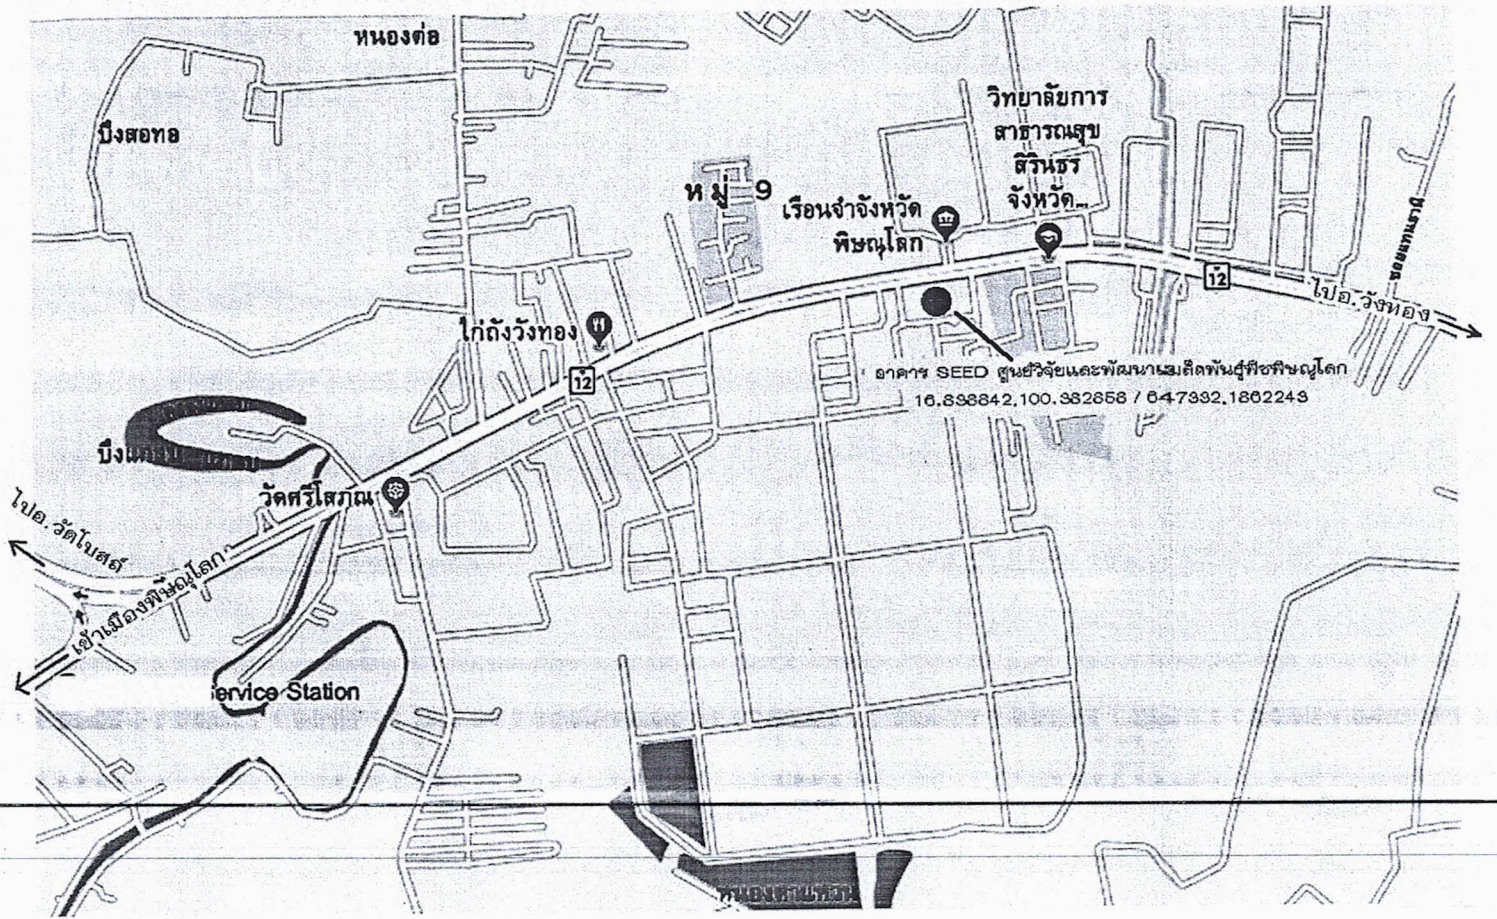 หนองต่อ
บึงสอทอ
วิทยาลัยการ
สาธารณสุข
สิรินธร
จังหวัด...
หมู่ 9
เรือนจำจังหวัด
พิษณุโลก
12
ไปอ.วังทอง
ไก่ถังวังทอง
12
อาคาร SEED ศูนย์วิจัยและพัฒนาเมล็ดพันธุ์พืชพิษณุโลก
16.838842,100.382858 / 647332,1862243
วัดศรีโสภณ
ไปอ.วัดโบสถ์
เข้าเมืองพิษณุโลก
ervice Station